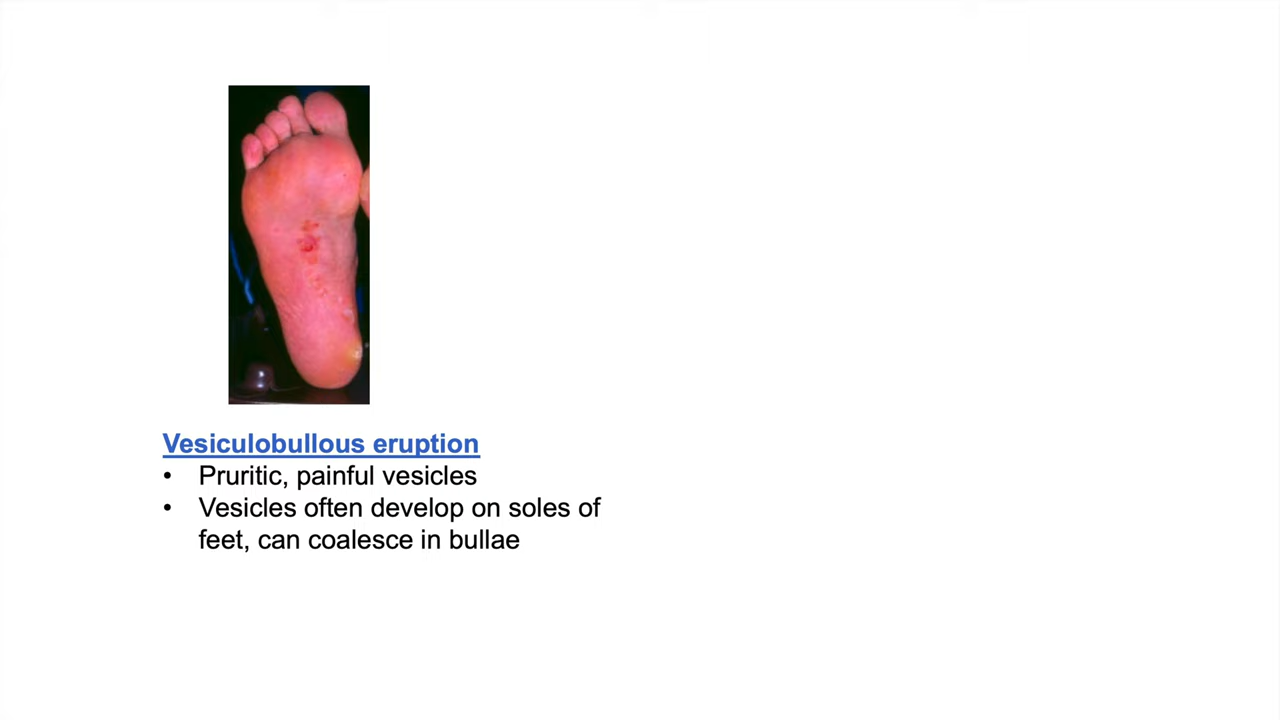 Vesiculobullous eruption
• Pruritic, painful vesicles
• Vesicles often develop on soles of
feet, can coalesce in bullae